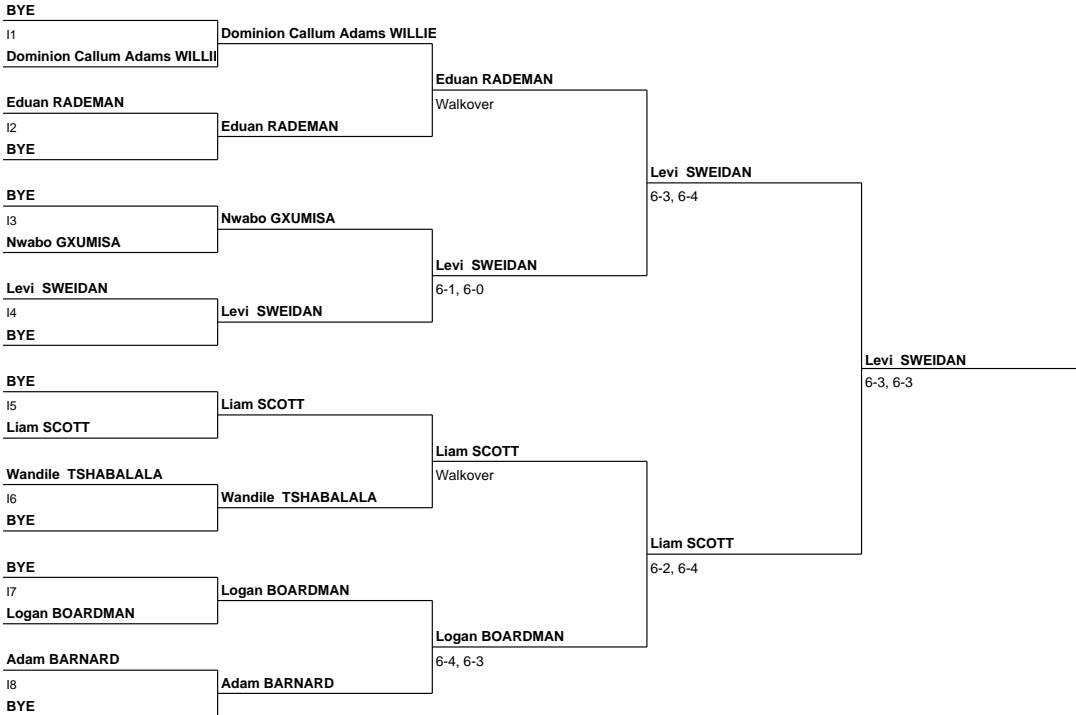 BYE
I1
Dominion Callum Adams WILLIE
Dominion Callum Adams WILLIE
Eduan RADEMAN
Walkover
Eduan RADEMAN
I2
BYE
Eduan RADEMAN
Levi SWEIDAN
6-3, 6-4
BYE
I3
Nwabo GXUMISA
Nwabo GXUMISA
Levi SWEIDAN
6-1, 6-0
Levi SWEIDAN
I4
BYE
Levi SWEIDAN
Levi SWEIDAN
6-3, 6-3
BYE
I5
Liam SCOTT
Liam SCOTT
Liam SCOTT
Walkover
Wandile TSHABALALA
I6
BYE
Wandile TSHABALALA
Liam SCOTT
6-2, 6-4
BYE
I7
Logan BOARDMAN
Logan BOARDMAN
Logan BOARDMAN
6-4, 6-3
Adam BARNARD
I8
BYE
Adam BARNARD